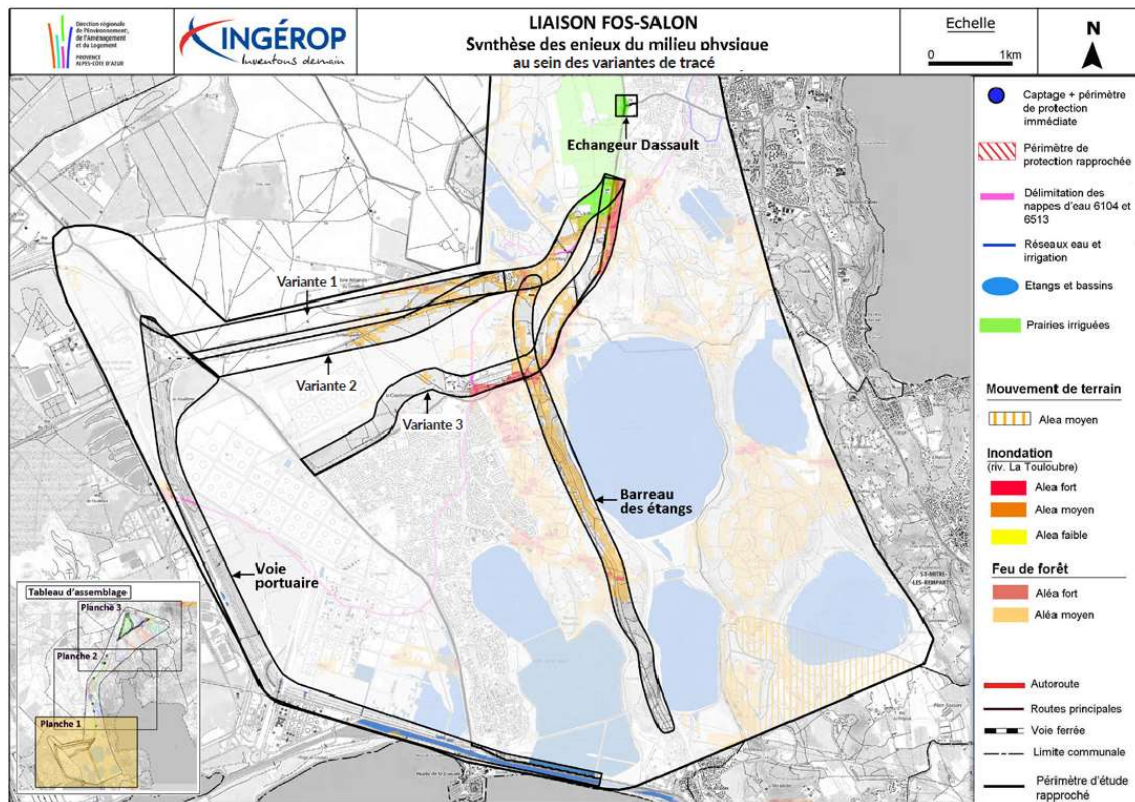 Direction régionale
de l'Environnement,
de l'Aménagement
et du Logement
PROVENCE
ALPES-CÔTE D'AZUR
INGÉROP
Inventons demain
LIAISON FOS-SALON
Synthèse des enjeux du milieu physique
au sein des variantes de tracé
Echelle
0 1km
N
Echangeur Dassault
Variante 1
Variante 2
Variante 3
Barreau
des étangs
Voie
portuaire
ST-MITRE-
LES-REMPARTS
Tableau d'assemblage
Planche 3
Planche 2
Planche 1
Captage + périmètre
de protection
immédiate
Périmètre de
protection rapprochée
Délimitation des
nappes d'eau 6104 et
6513
Réseaux eau et
irrigation
Etangs et bassins
Prairies irriguées
Mouvement de terrain
Alea moyen
Inondation
(riv. La Touloubre)
Alea fort
Alea moyen
Alea faible
Feu de forêt
Aléa fort
Aléa moyen
Autoroute
Routes principales
Voie ferrée
Limite communale
Périmètre d'étude
rapproché